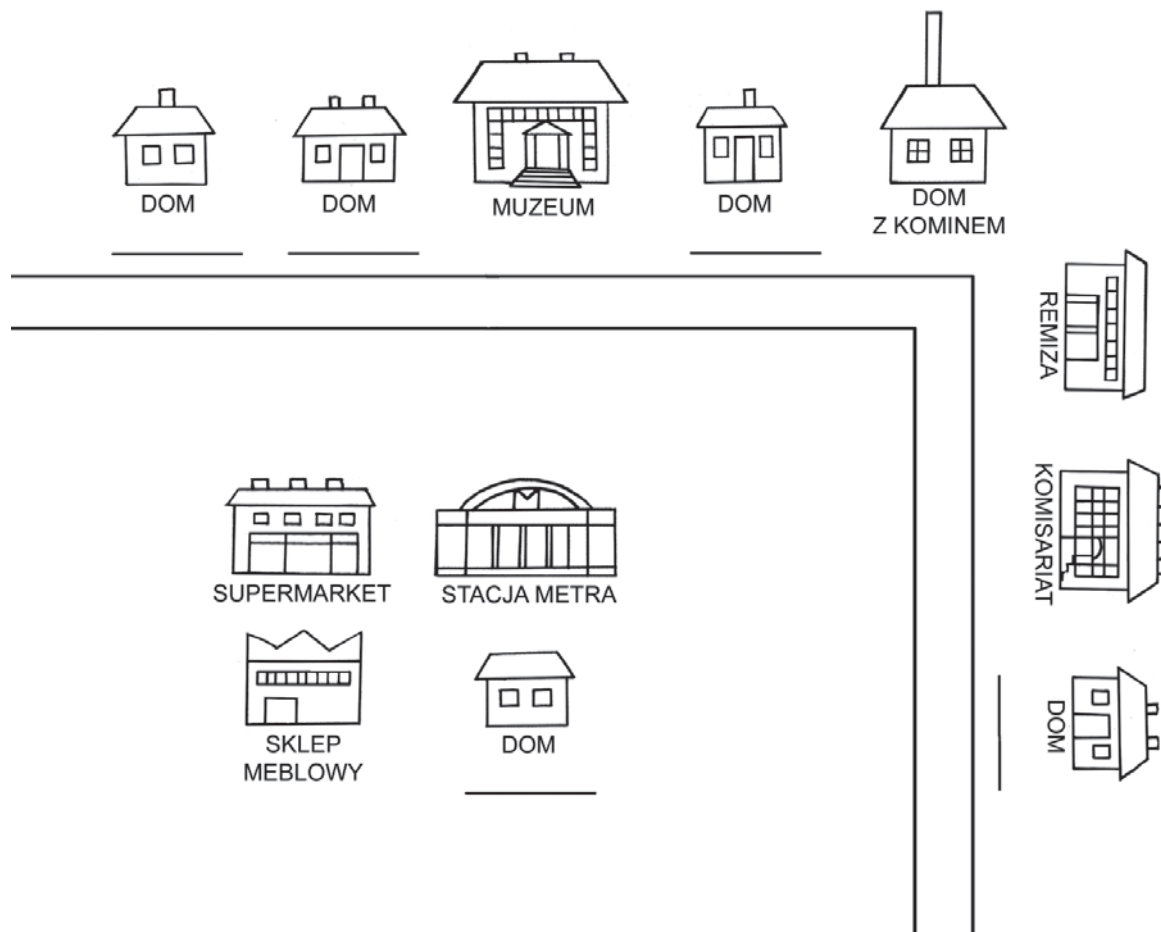 DOM
DOM
MUZEUM
DOM
DOM
Z KOMINEM
REMIZA
KOMISARIAT
SUPERMARKET
STACJA METRA
SKLEP
MEBLOWY
DOM
DOM